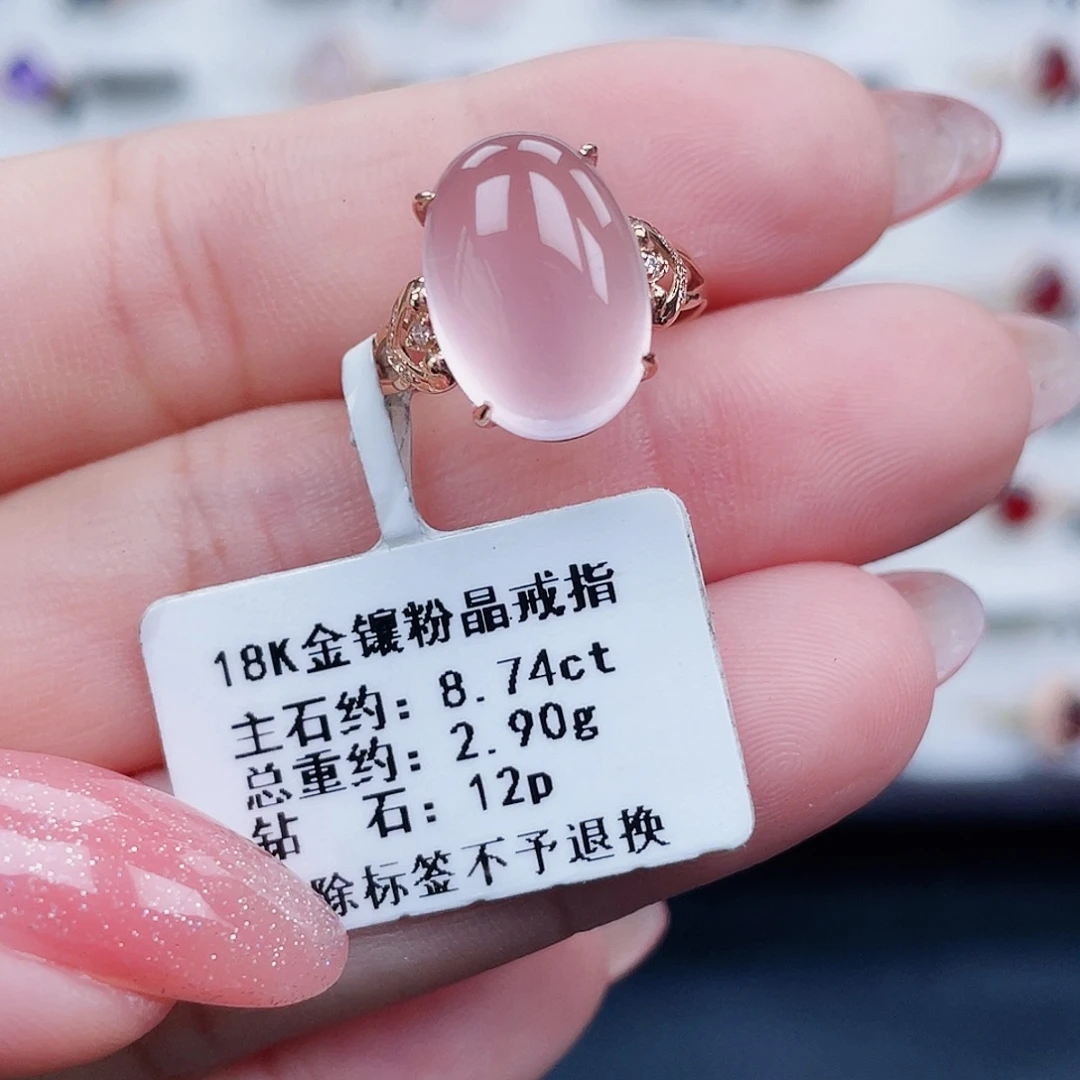 18K金镶粉晶戒指
主石约: 8.74ct
总重约: 2.90g
钻 石: 12p
除标签不予退换